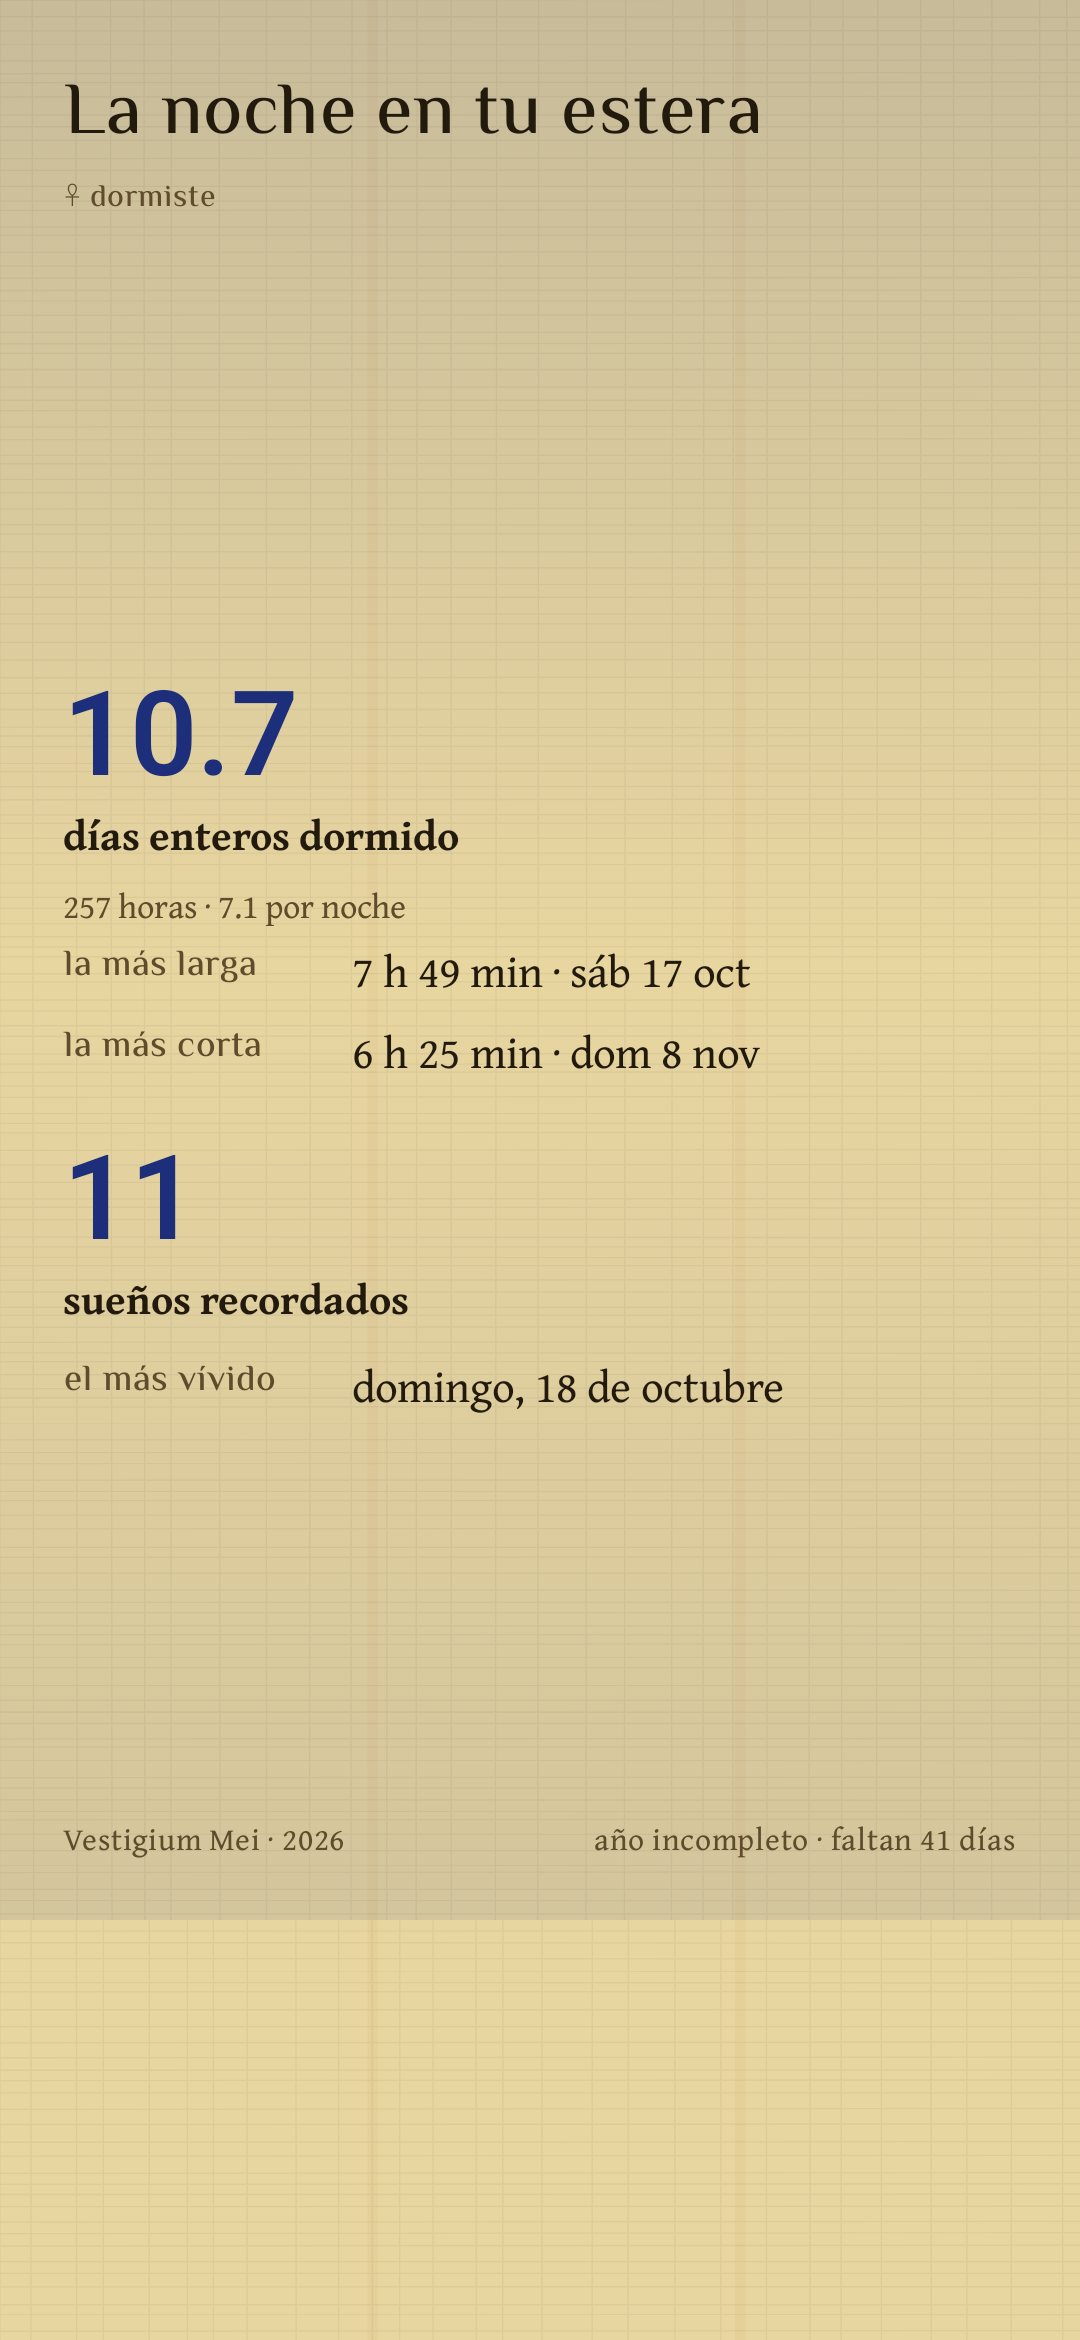 La noche en tu estera
♀ dormiste
10.7
días enteros dormido
257 horas · 7.1 por noche
la más larga 7 h 49 min · sáb 17 oct
la más corta 6 h 25 min · dom 8 nov
11
sueños recordados
el más vívido domingo, 18 de octubre
Vestigium Mei · 2026 año incompleto · faltan 41 días